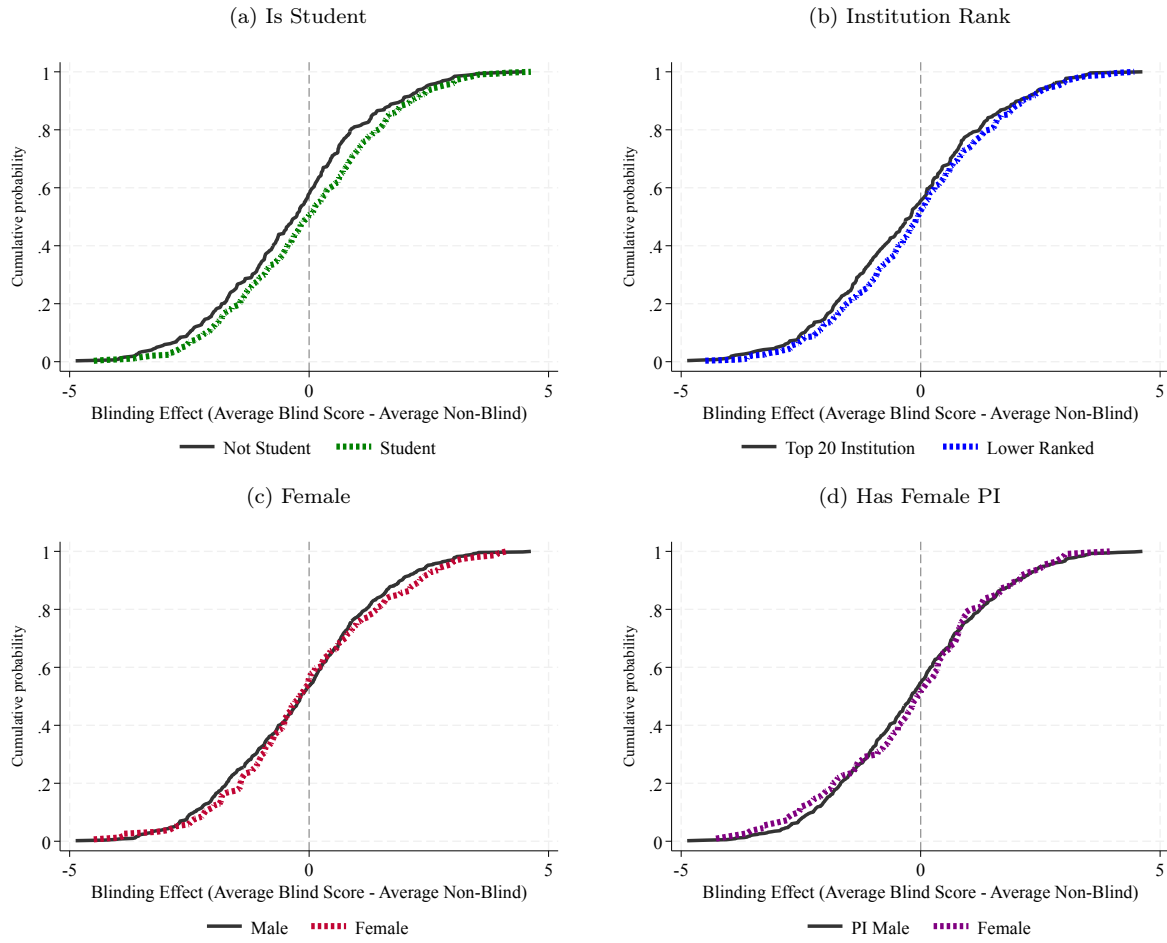 (a) Is Student
Cumulative probability
1
.8
.6
.4
.2
0
-5
0
5
Blinding Effect (Average Blind Score - Average Non-Blind)
Not Student
Student
(b) Institution Rank
Cumulative probability
1
.8
.6
.4
.2
0
-5
0
5
Blinding Effect (Average Blind Score - Average Non-Blind)
Top 20 Institution
Lower Ranked
(c) Female
Cumulative probability
1
.8
.6
.4
.2
0
-5
0
5
Blinding Effect (Average Blind Score - Average Non-Blind)
Male
Female
(d) Has Female PI
Cumulative probability
1
.8
.6
.4
.2
0
-5
0
5
Blinding Effect (Average Blind Score - Average Non-Blind)
PI Male
Female